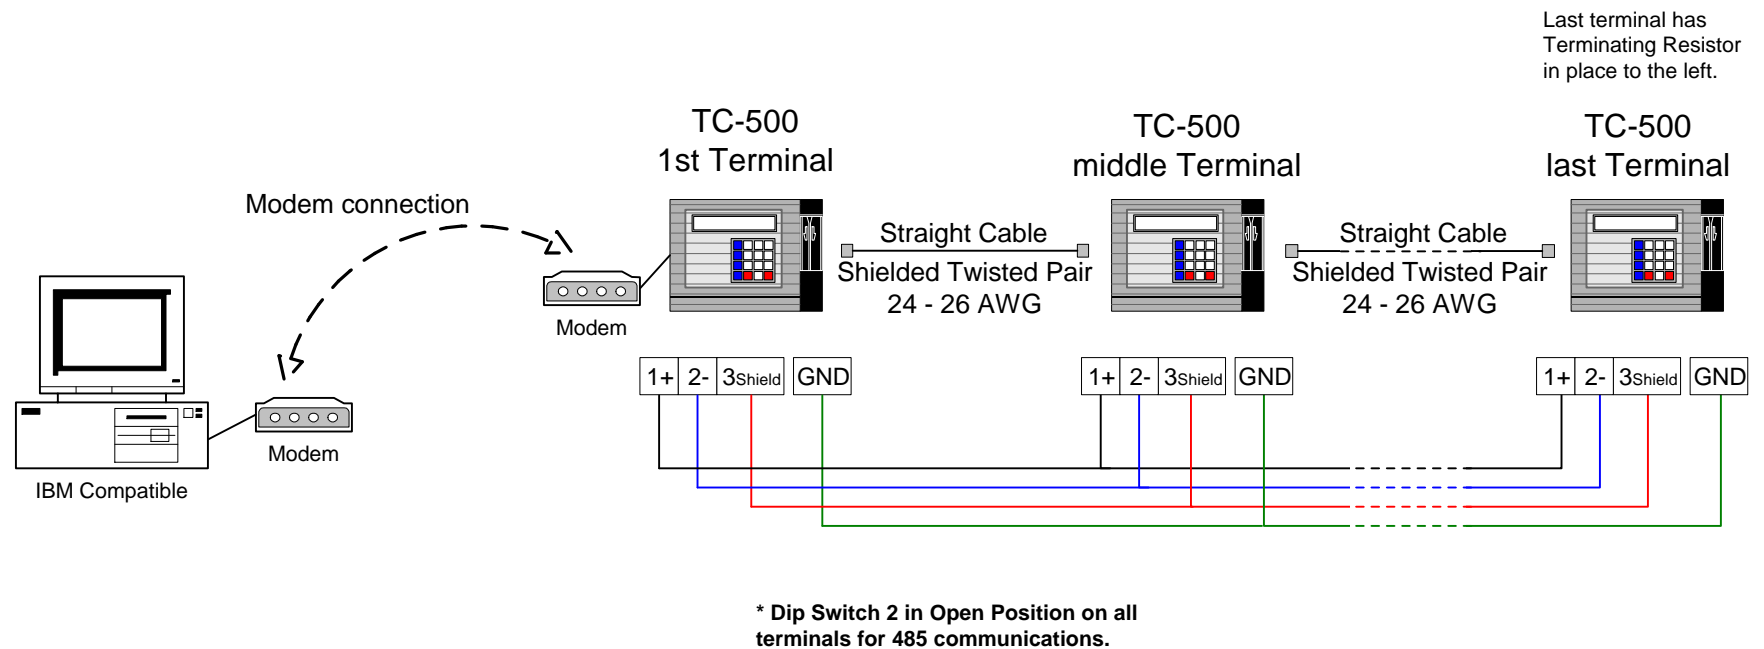 Last terminal has
Terminating Resistor
in place to the left.
TC-500
1st Terminal
TC-500
middle Terminal
TC-500
last Terminal
Modem connection
Straight Cable
Shielded Twisted Pair
24 - 26 AWG
Straight Cable
Shielded Twisted Pair
24 - 26 AWG
Modem
1+ 2- 3Shield GND
1+ 2- 3Shield GND
1+ 2- 3Shield GND
Modem
IBM Compatible
* Dip Switch 2 in Open Position on all
terminals for 485 communications.